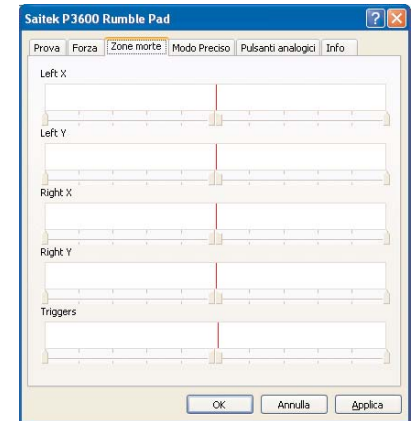 Saitek P3600 Rumble Pad
Prova Forza Zone morte Modo Preciso Pulsanti analogici Info
Left X
Left Y
Right X
Right Y
Triggers
OK Annulla Applica